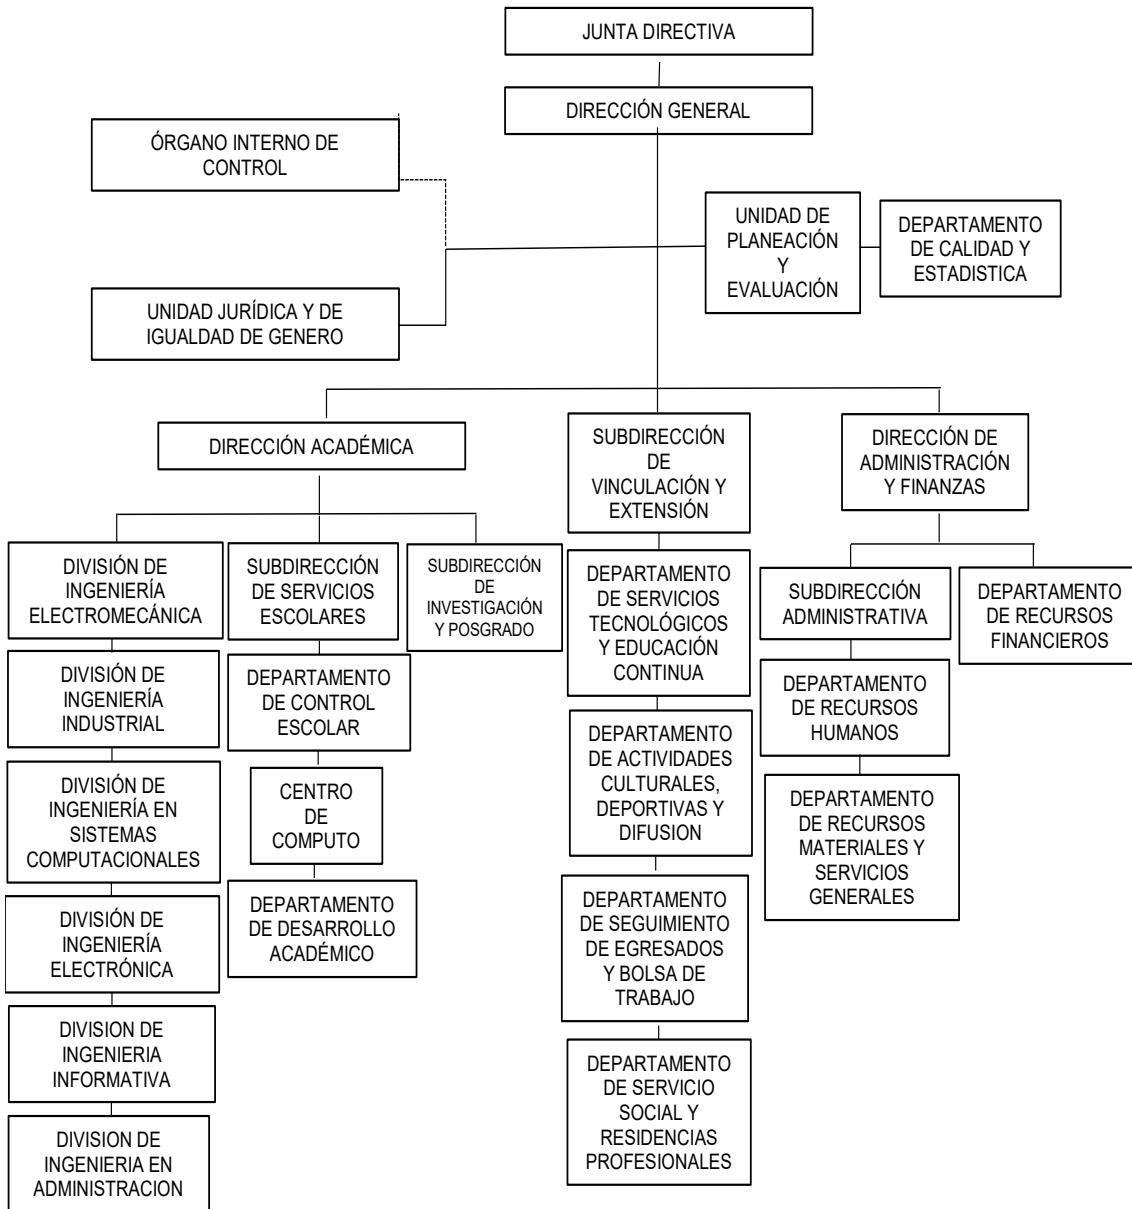 JUNTA DIRECTIVA
DIRECCIÓN GENERAL
ÓRGANO INTERNO DE
CONTROL
UNIDAD DE
PLANEACIÓN
Y
EVALUACIÓN
DEPARTAMENTO
DE CALIDAD Y
ESTADISTICA
UNIDAD JURÍDICA Y DE
IGUALDAD DE GENERO
DIRECCIÓN ACADÉMICA
SUBDIRECCIÓN
DE
VINCULACIÓN Y
EXTENSIÓN
DIRECCIÓN DE
ADMINISTRACIÓN
Y FINANZAS
DIVISIÓN DE
INGENIERÍA
ELECTROMECÁNICA
SUBDIRECCIÓN
DE SERVICIOS
ESCOLARES
SUBDIRECCIÓN
DE
INVESTIGACIÓN
Y POSGRADO
DEPARTAMENTO
DE SERVICIOS
TECNOLÓGICOS
Y EDUCACIÓN
CONTINUA
SUBDIRECCIÓN
ADMINISTRATIVA
DEPARTAMENTO
DE RECURSOS
FINANCIEROS
DIVISIÓN DE
INGENIERÍA
INDUSTRIAL
DEPARTAMENTO
DE CONTROL
ESCOLAR
DEPARTAMENTO
DE RECURSOS
HUMANOS
DEPARTAMENTO
DE ACTIVIDADES
CULTURALES,
DEPORTIVAS Y
DIFUSION
DIVISIÓN DE
INGENIERÍA EN
SISTEMAS
COMPUTACIONALES
CENTRO
DE
COMPUTO
DEPARTAMENTO
DE RECURSOS
MATERIALES Y
SERVICIOS
GENERALES
DIVISIÓN DE
INGENIERÍA
ELECTRÓNICA
DEPARTAMENTO
DE DESARROLLO
ACADÉMICO
DEPARTAMENTO
DE SEGUIMIENTO
DE EGRESADOS
Y BOLSA DE
TRABAJO
DIVISION DE
INGENIERIA
INFORMATIVA
DEPARTAMENTO
DE SERVICIO
SOCIAL Y
RESIDENCIAS
PROFESIONALES
DIVISION DE
INGENIERIA EN
ADMINISTRACION